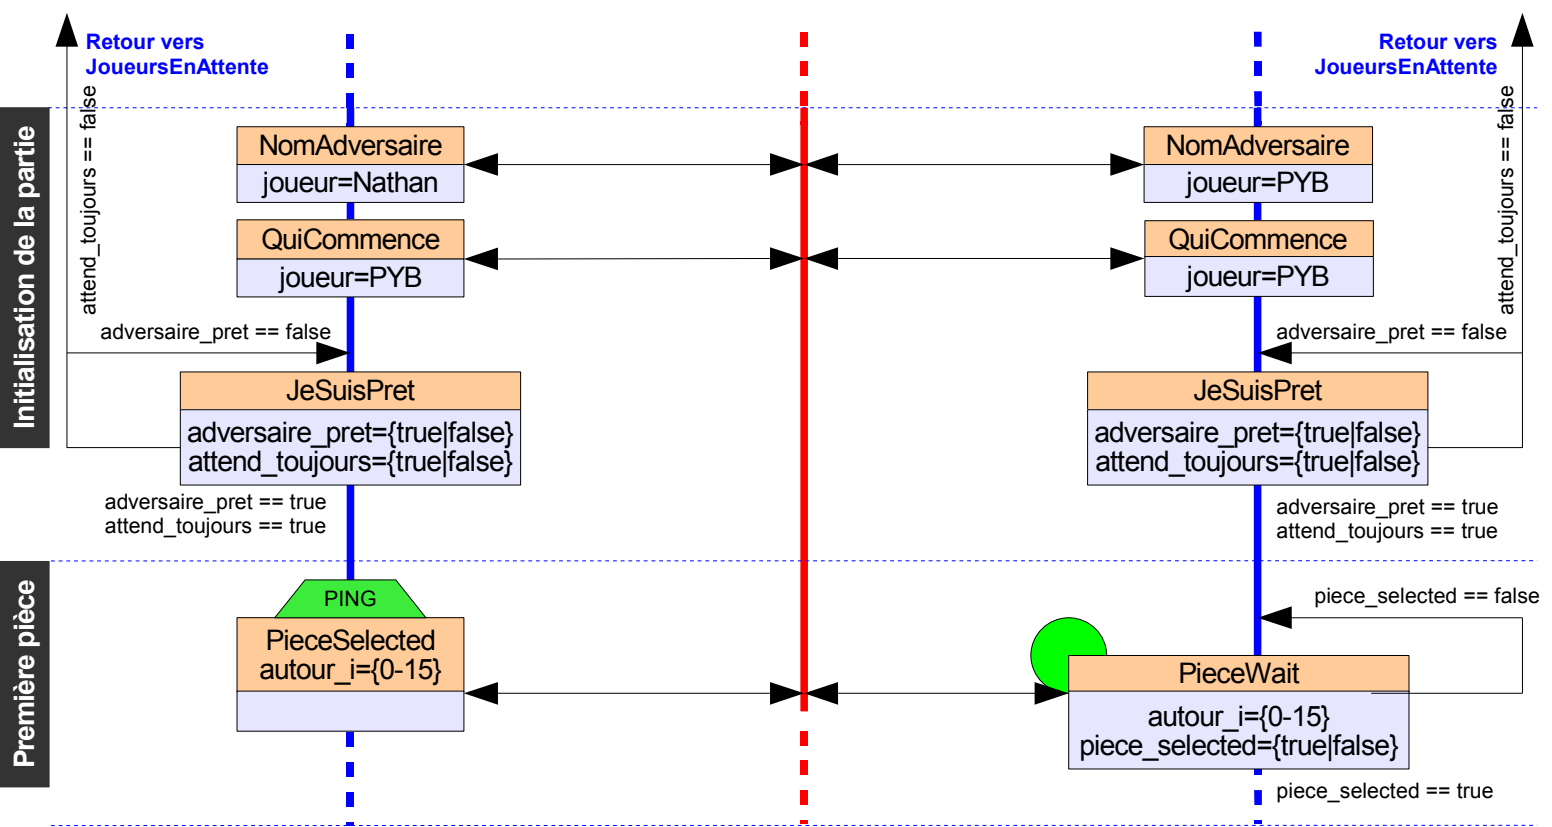 Retour vers
JoueursEnAttente
Retour vers
JoueursEnAttente
Initialisation de la partie
attend_toujours == false
attend_toujours == false
NomAdversaire
joueur=Nathan
NomAdversaire
joueur=PYB
QuiCommence
joueur=PYB
QuiCommence
joueur=PYB
adversaire_pret == false
adversaire_pret == false
JeSuisPret
adversaire_pret={true|false}
attend_toujours={true|false}
JeSuisPret
adversaire_pret={true|false}
attend_toujours={true|false}
adversaire_pret == true
attend_toujours == true
adversaire_pret == true
attend_toujours == true
Première pièce
PING
PieceSelected
autour_i={0-15}
piece_selected == false
PieceWait
autour_i={0-15}
piece_selected={true|false}
piece_selected == true